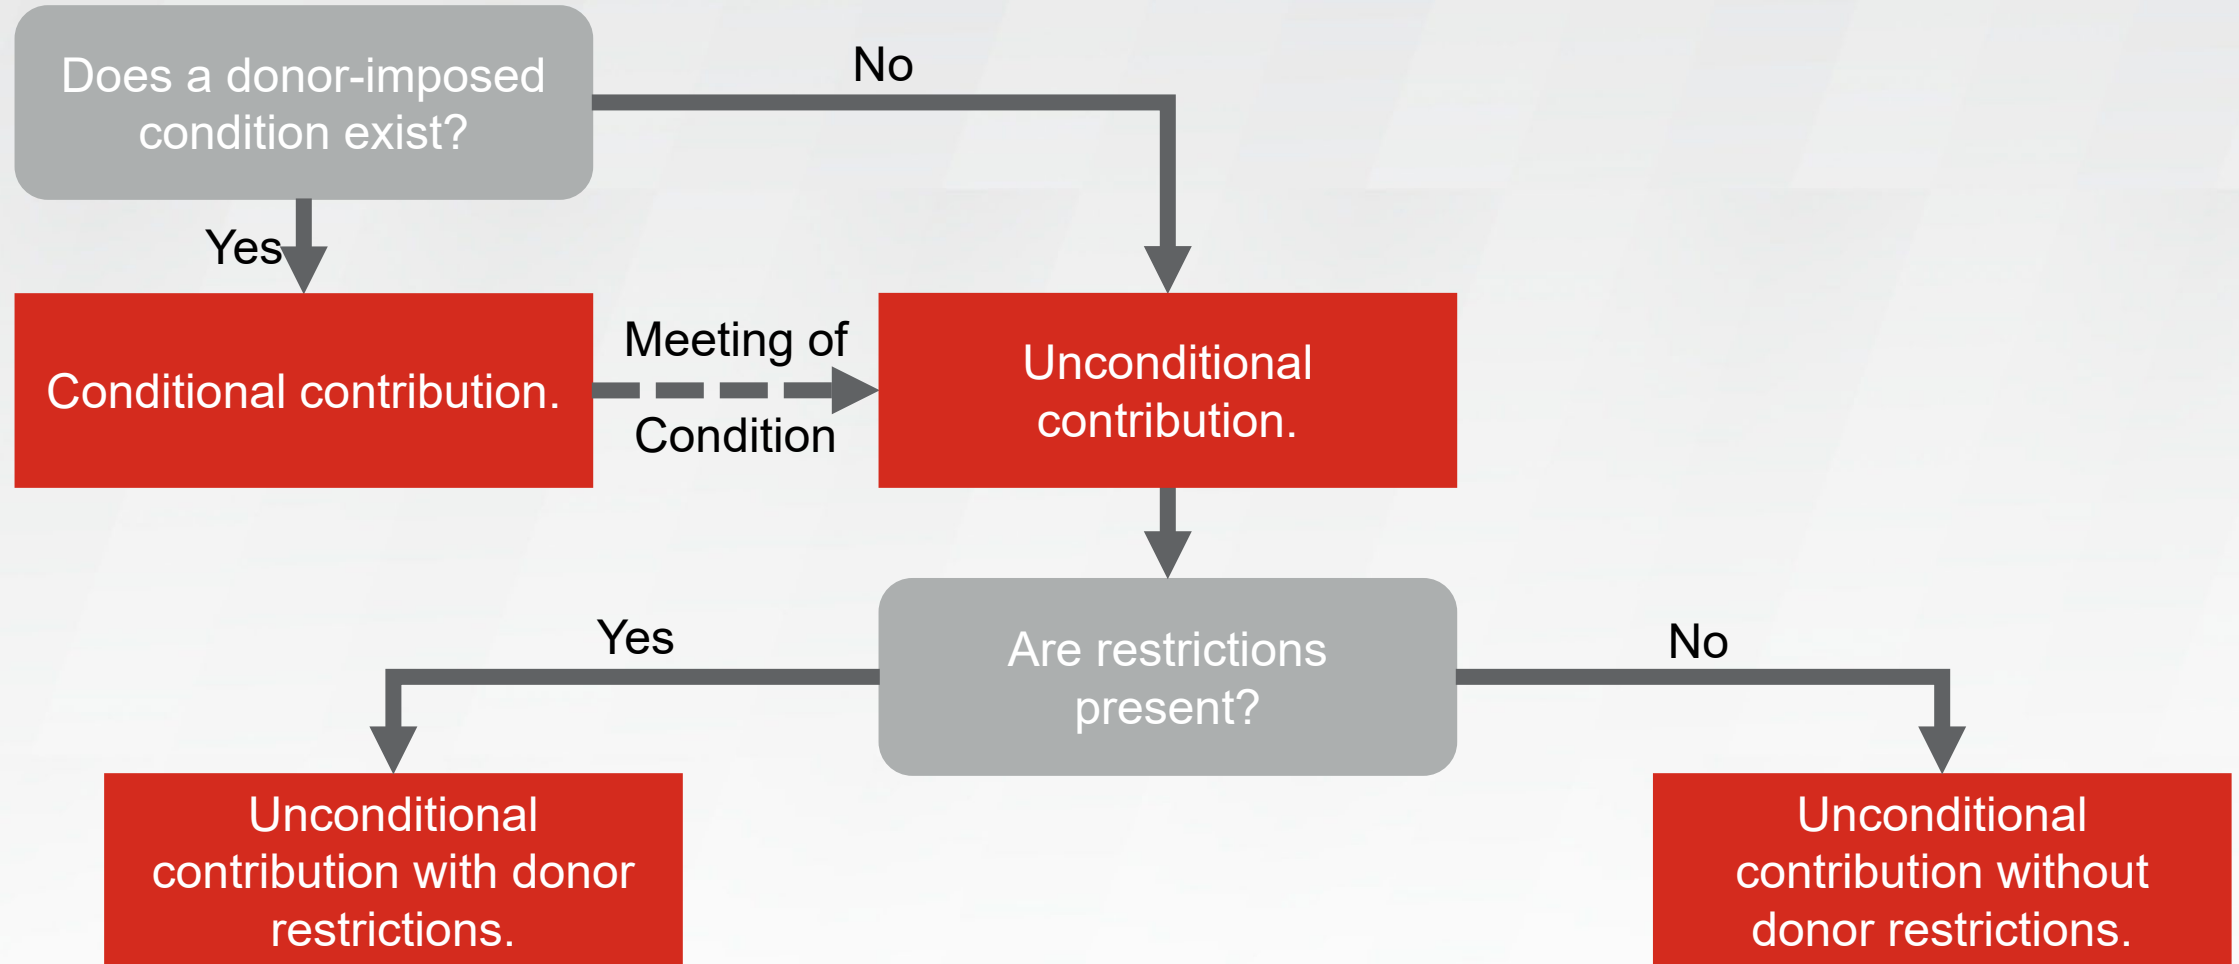 Does a donor-imposed
condition exist?
No
Yes
Conditional contribution.
Meeting of
Condition
Unconditional
contribution.
Yes
Are restrictions
present?
No
Unconditional
contribution with donor
restrictions.
Unconditional
contribution without
donor restrictions.